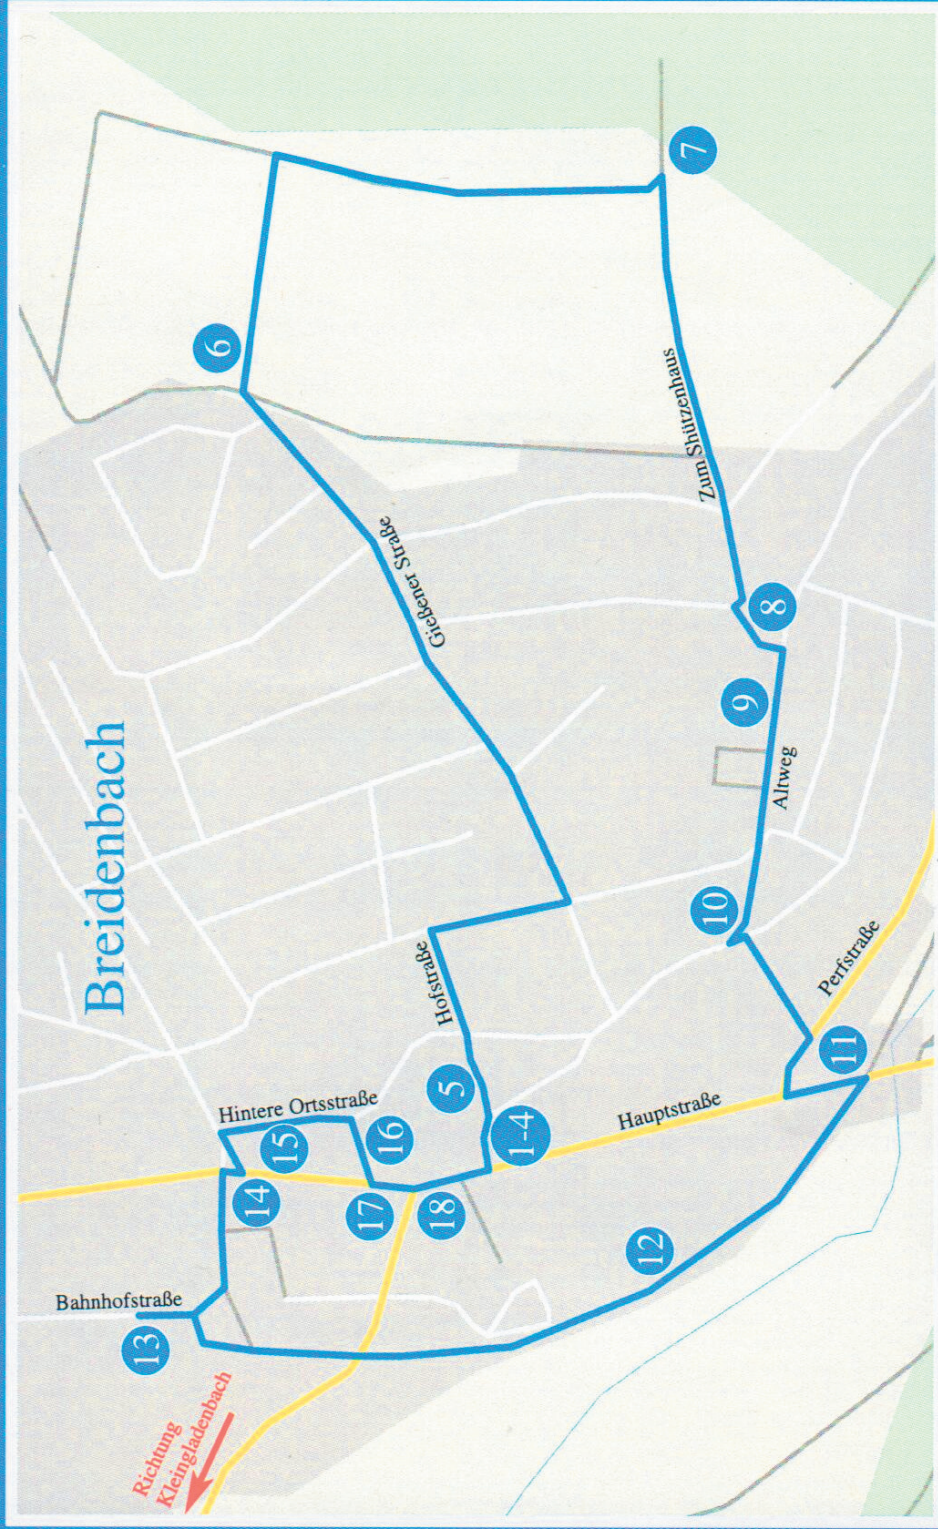 Breidenbach
Richtung
Kleingladenbach
Bahnhofstraße
Hintere Ortsstraße
Hofstraße
Gießener Straße
Hauptstraße
Perfstraße
Altweg
Zum Shützenhaus
1-4
5
6
7
8
9
10
11
12
13
14
15
16
17
18